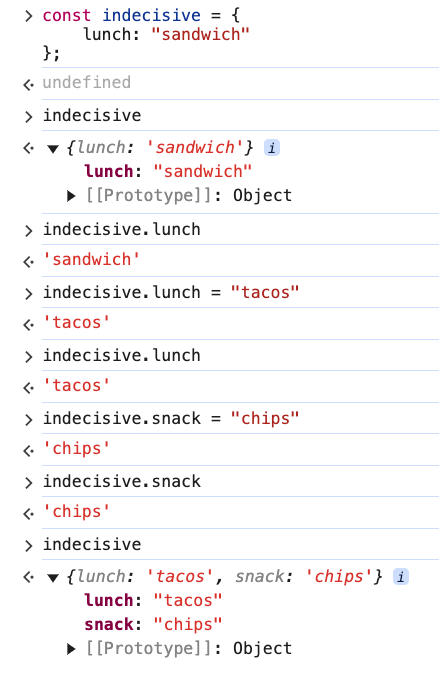 const indecisive = {
lunch: "sandwich"
};
undefined
indecisive
{lunch: 'sandwich'} i
lunch: "sandwich"
[[Prototype]]: Object
indecisive.lunch
'sandwich'
indecisive.lunch = "tacos"
'tacos'
indecisive.lunch
'tacos'
indecisive.snack = "chips"
'chips'
indecisive.snack
'chips'
indecisive
{lunch: 'tacos', snack: 'chips'} i
lunch: "tacos"
snack: "chips"
[[Prototype]]: Object